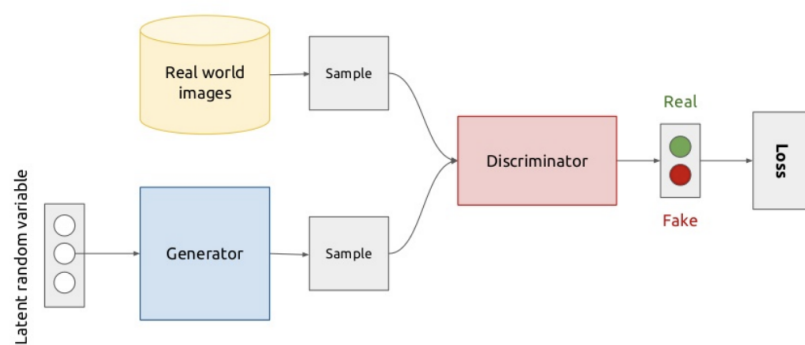 Real world
images
Sample
Real
Discriminator
Loss
Fake
Latent random variable
Generator
Sample